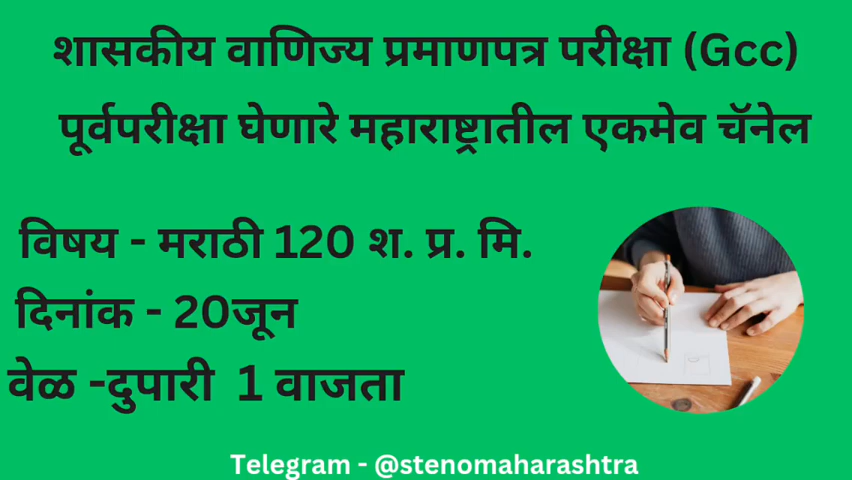 शासकीय वाणिज्य प्रमाणपत्र परीक्षा (Gcc)
पूर्वपरीक्षा घेणारे महाराष्ट्रातील एकमेव चॅनेल
विषय - मराठी 120 श. प्र. मि.
दिनांक - 20जून
वेळ -दुपारी 1 वाजता
Telegram - @stenomaharashtra